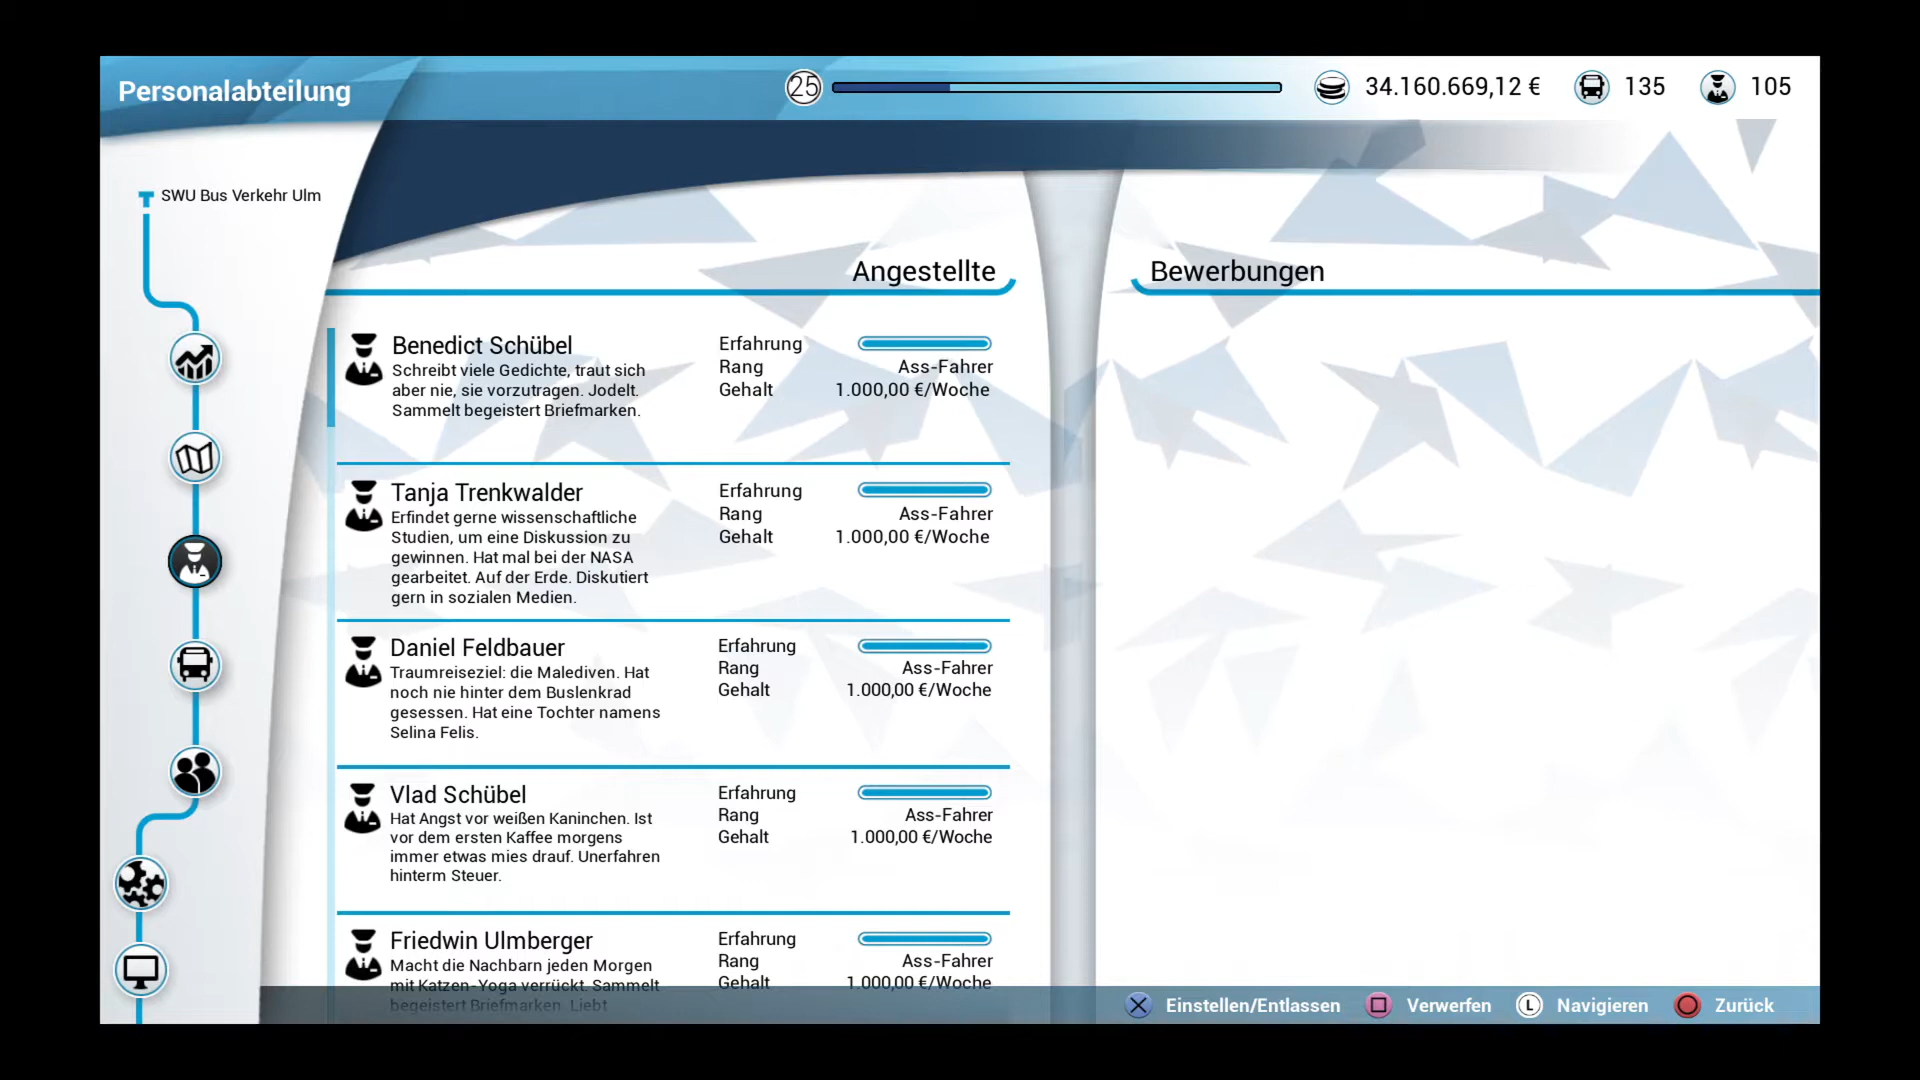 Personalabteilung
25
34.160.669,12 €
135
105
SWU Bus Verkehr Ulm
Angestellte
Bewerbungen
Benedict Schübel
Schreibt viele Gedichte, traut sich
aber nie, sie vorzutragen. Jodelt.
Sammelt begeistert Briefmarken.
Erfahrung
Rang Ass-Fahrer
Gehalt 1.000,00 €/Woche
Tanja Trenkwalder
Erfindet gerne wissenschaftliche
Studien, um eine Diskussion zu
gewinnen. Hat mal bei der NASA
gearbeitet. Auf der Erde. Diskutiert
gern in sozialen Medien.
Erfahrung
Rang Ass-Fahrer
Gehalt 1.000,00 €/Woche
Daniel Feldbauer
Traumreiseziel: die Malediven. Hat
noch nie hinter dem Buslenkrad
gesessen. Hat eine Tochter namens
Selina Felis.
Erfahrung
Rang Ass-Fahrer
Gehalt 1.000,00 €/Woche
Vlad Schübel
Hat Angst vor weißen Kaninchen. Ist
vor dem ersten Kaffee morgens
immer etwas mies drauf. Unerfahren
hinterm Steuer.
Erfahrung
Rang Ass-Fahrer
Gehalt 1.000,00 €/Woche
Friedwin Ulmberger
Macht die Nachbarn jeden Morgen
mit Katzen-Yoga verrückt. Sammelt
begeistert Briefmarken. Liebt
Erfahrung
Rang Ass-Fahrer
Gehalt 1.000,00 €/Woche
Einstellen/Entlassen
Verwerfen
L Navigieren
Zurück